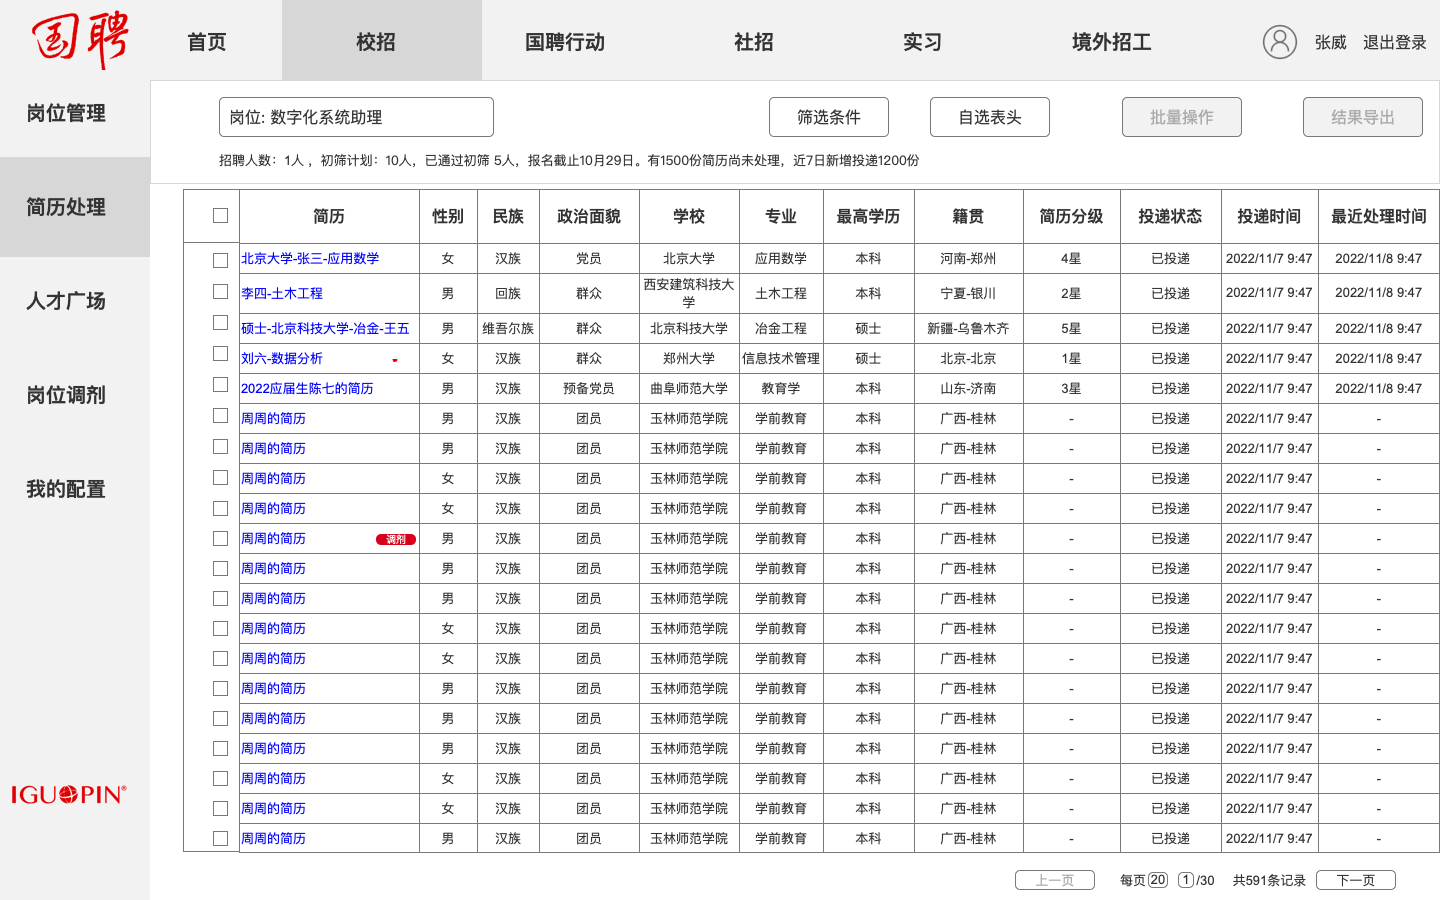 国聘 首页 校招 国聘行动 社招 实习 境外招工 张威 退出登录
岗位管理
简历处理
人才广场
岗位调剂
我的配置
IGUOPIN®
岗位: 数字化系统助理 筛选条件 自选表头 批量操作 结果导出
招聘人数：1人 ，初筛计划：10人，已通过初筛 5人，报名截止10月29日。有1500份简历尚未处理，近7日新增投递1200份
简历 性别 民族 政治面貌 学校 专业 最高学历 籍贯 简历分级 投递状态 投递时间 最近处理时间
北京大学-张三-应用数学 女 汉族 党员 北京大学 应用数学 本科 河南-郑州 4星 已投递 2022/11/7 9:47 2022/11/8 9:47
李四-土木工程 男 回族 群众 西安建筑科技大学 土木工程 本科 宁夏-银川 2星 已投递 2022/11/7 9:47 2022/11/8 9:47
硕士-北京科技大学-冶金-王五 男 维吾尔族 群众 北京科技大学 冶金工程 硕士 新疆-乌鲁木齐 5星 已投递 2022/11/7 9:47 2022/11/8 9:47
刘六-数据分析 - 女 汉族 群众 郑州大学 信息技术管理 硕士 北京-北京 1星 已投递 2022/11/7 9:47 2022/11/8 9:47
2022应届生陈七的简历 男 汉族 预备党员 曲阜师范大学 教育学 本科 山东-济南 3星 已投递 2022/11/7 9:47 2022/11/8 9:47
周周的简历 男 汉族 团员 玉林师范学院 学前教育 本科 广西-桂林 - 已投递 2022/11/7 9:47 -
周周的简历 男 汉族 团员 玉林师范学院 学前教育 本科 广西-桂林 - 已投递 2022/11/7 9:47 -
周周的简历 女 汉族 团员 玉林师范学院 学前教育 本科 广西-桂林 - 已投递 2022/11/7 9:47 -
周周的简历 女 汉族 团员 玉林师范学院 学前教育 本科 广西-桂林 - 已投递 2022/11/7 9:47 -
周周的简历 调剂 男 汉族 团员 玉林师范学院 学前教育 本科 广西-桂林 - 已投递 2022/11/7 9:47 -
周周的简历 男 汉族 团员 玉林师范学院 学前教育 本科 广西-桂林 - 已投递 2022/11/7 9:47 -
周周的简历 男 汉族 团员 玉林师范学院 学前教育 本科 广西-桂林 - 已投递 2022/11/7 9:47 -
周周的简历 女 汉族 团员 玉林师范学院 学前教育 本科 广西-桂林 - 已投递 2022/11/7 9:47 -
周周的简历 女 汉族 团员 玉林师范学院 学前教育 本科 广西-桂林 - 已投递 2022/11/7 9:47 -
周周的简历 男 汉族 团员 玉林师范学院 学前教育 本科 广西-桂林 - 已投递 2022/11/7 9:47 -
周周的简历 男 汉族 团员 玉林师范学院 学前教育 本科 广西-桂林 - 已投递 2022/11/7 9:47 -
周周的简历 男 汉族 团员 玉林师范学院 学前教育 本科 广西-桂林 - 已投递 2022/11/7 9:47 -
周周的简历 女 汉族 团员 玉林师范学院 学前教育 本科 广西-桂林 - 已投递 2022/11/7 9:47 -
周周的简历 女 汉族 团员 玉林师范学院 学前教育 本科 广西-桂林 - 已投递 2022/11/7 9:47 -
周周的简历 男 汉族 团员 玉林师范学院 学前教育 本科 广西-桂林 - 已投递 2022/11/7 9:47 -
上一页 每页 20 1 /30 共591条记录 下一页